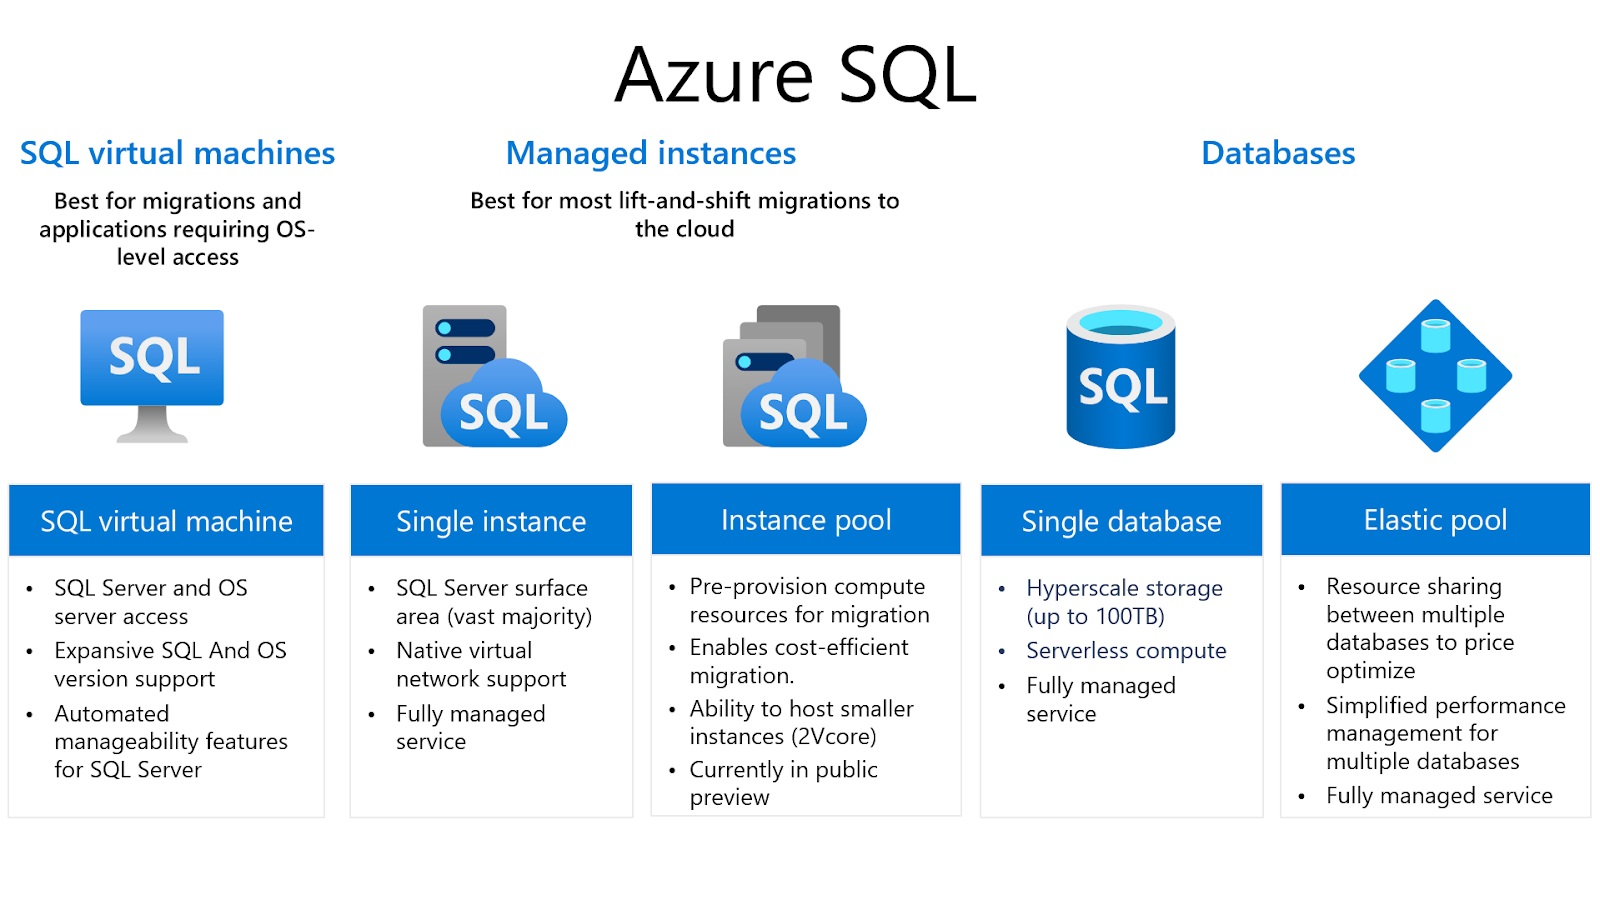 Azure SQL
SQL virtual machines
Best for migrations and
applications requiring OS-
level access
Managed instances
Best for most lift-and-shift migrations to
the cloud
Databases
SQL
SQL
SQL
SQL
SQL virtual machine
• SQL Server and OS
server access
• Expansive SQL And OS
version support
• Automated
manageability features
for SQL Server
Single instance
• SQL Server surface
area (vast majority)
• Native virtual
network support
• Fully managed
service
Instance pool
• Pre-provision compute
resources for migration
• Enables cost-efficient
migration.
• Ability to host smaller
instances (2Vcore)
• Currently in public
preview
Single database
• Hyperscale storage
(up to 100TB)
• Serverless compute
• Fully managed
service
Elastic pool
• Resource sharing
between multiple
databases to price
optimize
• Simplified performance
management for
multiple databases
• Fully managed service